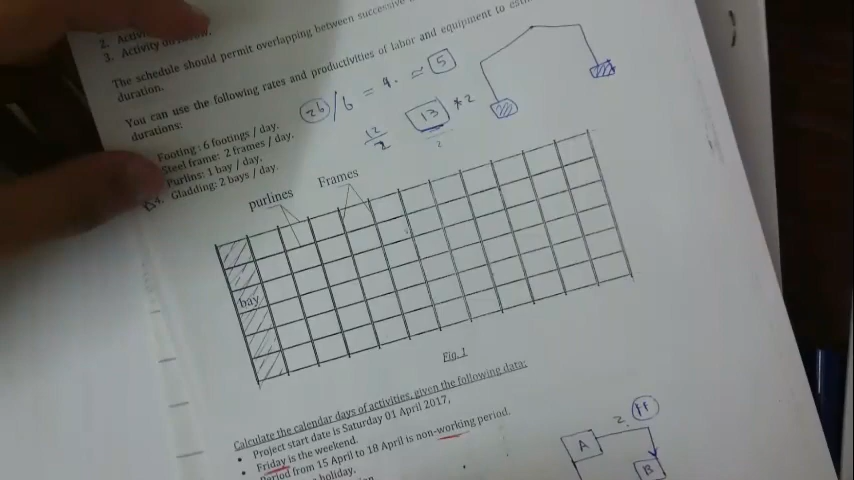 2.
3. Activity
The schedule should permit overlapping between successive
duration.
You can use the following rates and productivities of labor and equipment to
durations:
Footing : 6 footings / day.
Steel frame: 2 frames / day.
Purlins: 1 bay / day.
4. Gladding: 2 bays / day.
26/6 = 4. ≃ 5
12/2
13 *2
2
purlines
Frames
bay
Fig. 1
Calculate the calendar days of activities, given the following data:
• Project start date is Saturday 01 April 2017,
• Friday is the weekend.
• Period from 15 April to 18 April is non-working period.
holiday.
2.
ff
A
B